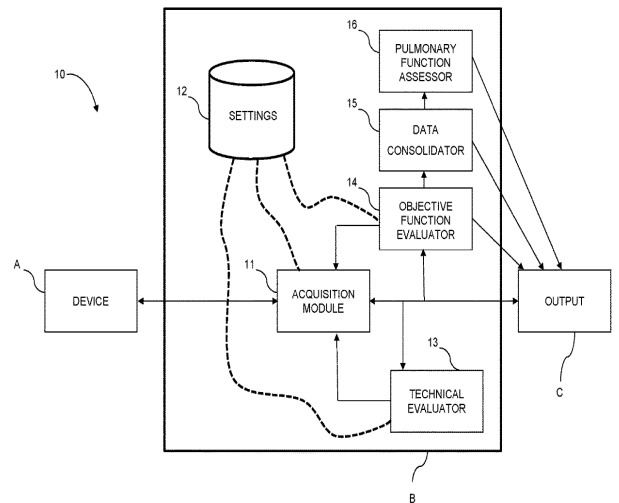 16
PULMONARY
FUNCTION
ASSESSOR
10
12
SETTINGS
15
DATA
CONSOLIDATOR
14
OBJECTIVE
FUNCTION
EVALUATOR
A
DEVICE
11
ACQUISITION
MODULE
OUTPUT
C
13
TECHNICAL
EVALUATOR
B